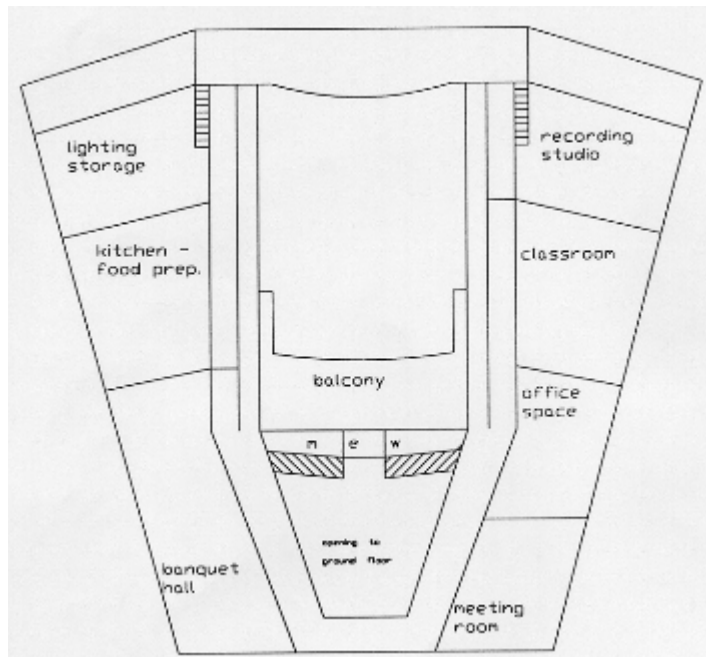 lighting
storage
recording
studio
kitchen -
food prep.
classroom
balcony
office
space
m e w
opening to
ground floor
banquet
hall
meeting
room